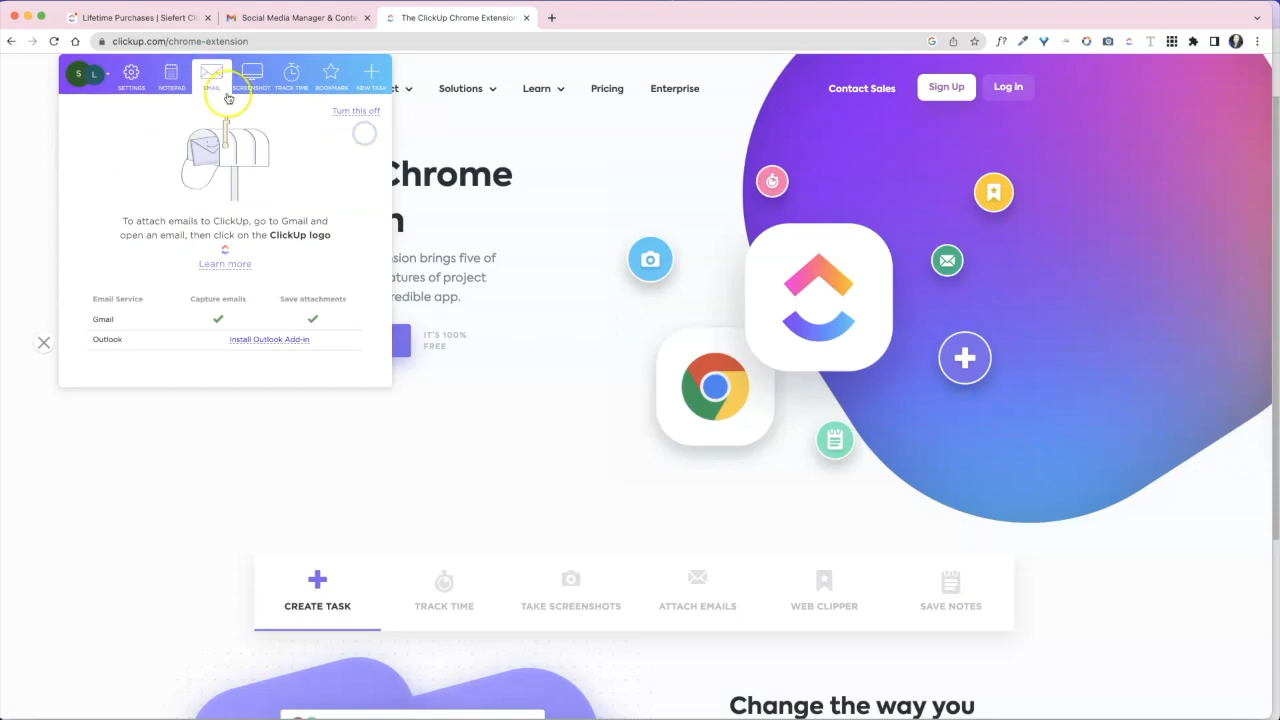 Lifetime Purchases | Siefert Cl
Social Media Manager & Conte
The ClickUp Chrome Extension
clickup.com/chrome-extension
S L
SETTINGS
NOTEPAD
EMAIL
SCREENSHOT
TRACK TIME
BOOKMARK
NEW TASK
ct
Solutions
Learn
Pricing
Enterprise
Contact Sales
Sign Up
Log in
Turn this off
To attach emails to ClickUp, go to Gmail and
open an email, then click on the ClickUp logo
Learn more
Email Service Capture emails Save attachments
Gmail
Outlook Install Outlook Add-in
Chrome
n
sion brings five of
atures of project
credible app.
IT'S 100%
FREE
CREATE TASK
TRACK TIME
TAKE SCREENSHOTS
ATTACH EMAILS
WEB CLIPPER
SAVE NOTES
Change the way you